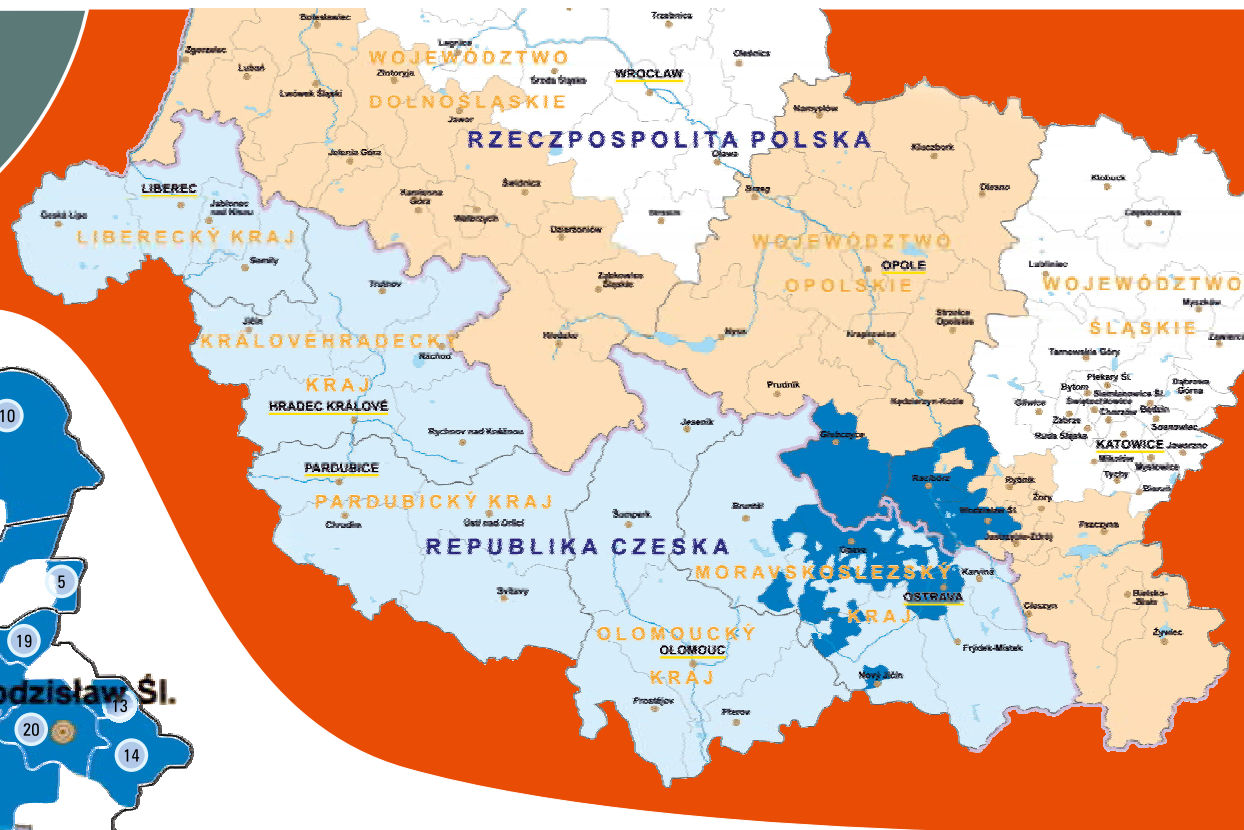 Bolesławiec
Trzebnica
Zgorzelec
Legnica
WOJEWÓDZTWO
Oleśnica
Lubań
Złotoryja
Środa Śląska
WROCŁAW
Lwówek Śląski
DOLNOŚLĄSKIE
Namysłów
Jawor
RZECZPOSPOLITA POLSKA
Jelenia Góra
Oława
Kluczbork
LIBEREC
Kamienna
Góra
Świdnica
Brzeg
Olesno
Kłobuck
Česká Lípa
Jablonec
nad Nisou
Wałbrzych
Częstochowa
LIBERECKÝ KRAJ
Dzierżoniów
WOJEWÓDZTWO
Semily
OPOLE
Lubliniec
Trutnov
Ząbkowice
Śląskie
OPOLSKIE
WOJEWÓDZTWO
Myszków
Jičín
Strzelce
Opolskie
ŚLĄSKIE
KRÁLOVÉHRADECKÝ
Kłodzko
Nysa
Krapkowice
Náchod
Tarnowskie Góry
KRAJ
Prudnik
Piekary Śl.
Bytom
Dąbrowa
Górna
Siemianowice Śl.
HRADEC KRÁLOVÉ
Kędzierzyn-Koźle
Gliwice
Świętochłowice
Chorzów
Będzin
Zabrze
Sosnowiec
Rychnov nad Kněžnou
Jeseník
Głubczyce
Ruda Śląska
KATOWICE
Jaworzno
Mikołów
Mysłowice
PARDUBICE
Tychy
Racibórz
Rybnik
Bieruń
PARDUBICKÝ KRAJ
Żory
Bruntál
Chrudim
Ústí nad Orlicí
Šumperk
Wodzisław Śl.
Pszczyna
Jastrzębie-Zdrój
REPUBLIKA CZESKA
Opava
MORAVSKOSLEZSKÝ
Karviná
Svitavy
OSTRAVA
Cieszyn
Bielsko-
Biała
KRAJ
OLOMOUCKÝ
Żywiec
OLOMOUC
Frýdek-Místek
KRAJ
Nový Jičín
Prostějov
Přerov
10
5
19
odzisław Śl.
13
20
14